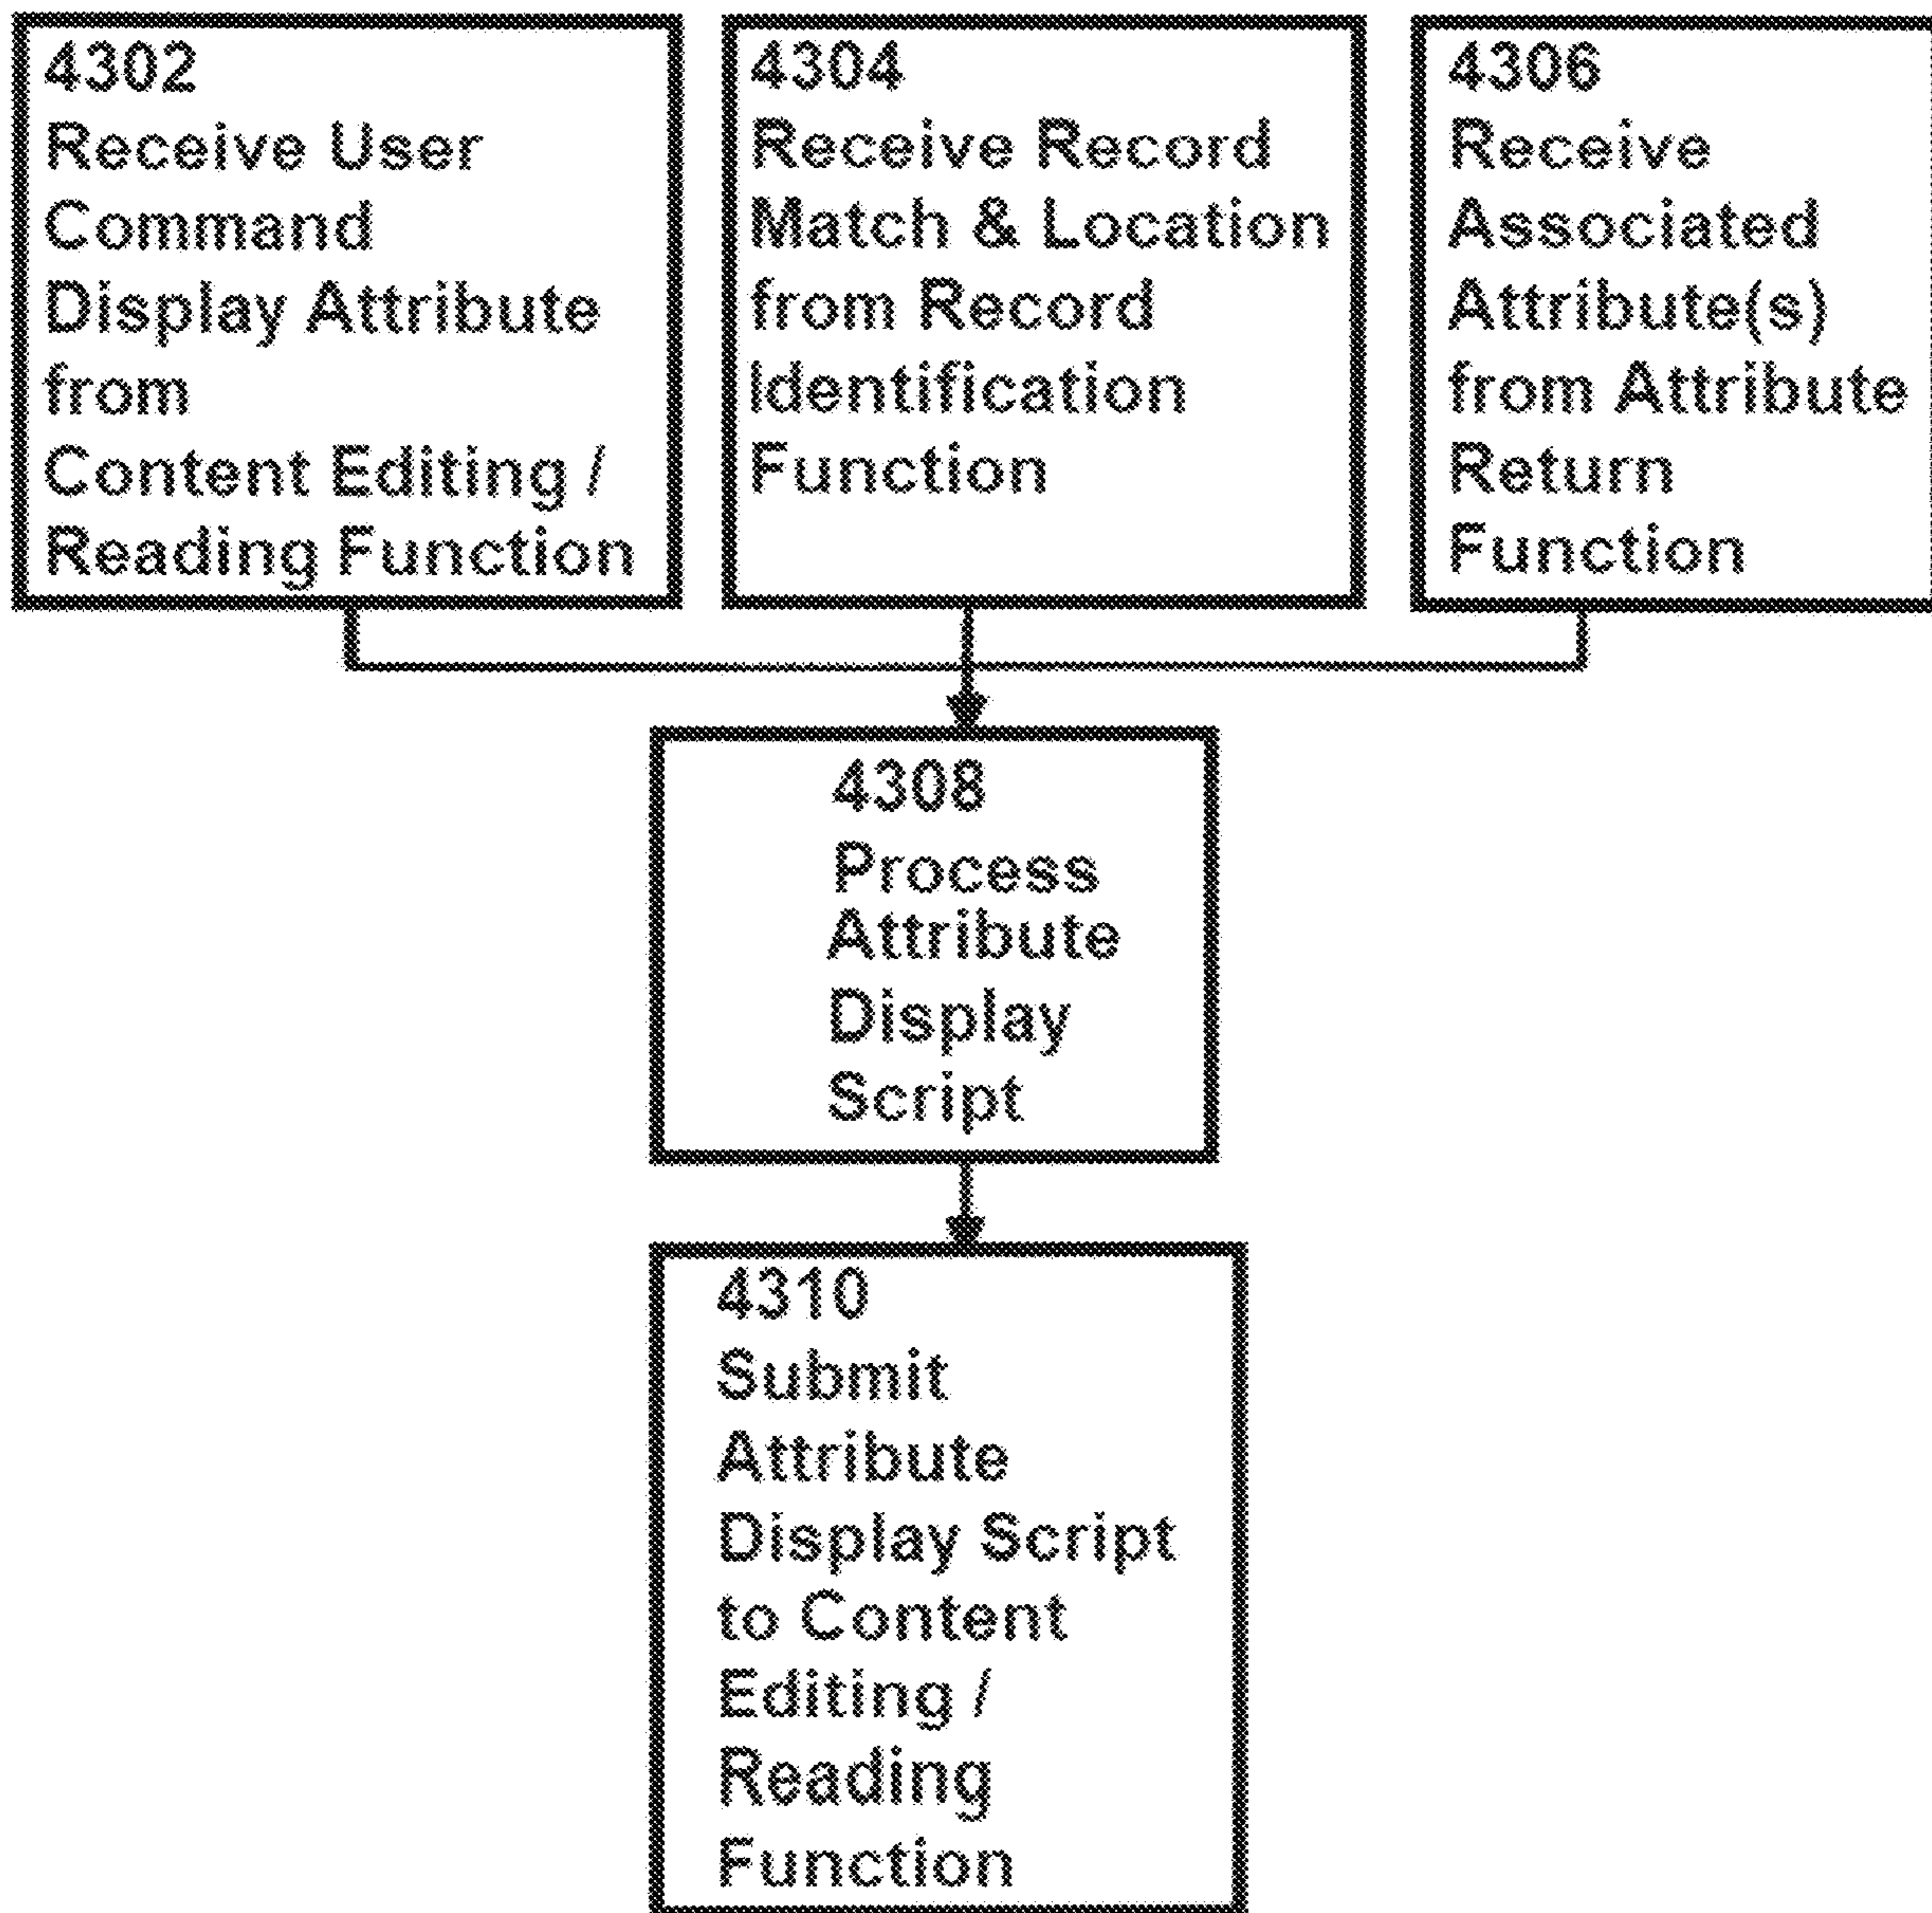 4302
Receive User
Command
Display Attribute
from
Content Editing /
Reading Function
4304
Receive Record
Match & Location
from Record
Identification
Function
4306
Receive
Associated
Attribute(s)
from Attribute
Return
Function
4308
Process
Attribute
Display
Script
4310
Submit
Attribute
Display Script
to Content
Editing /
Reading
Function